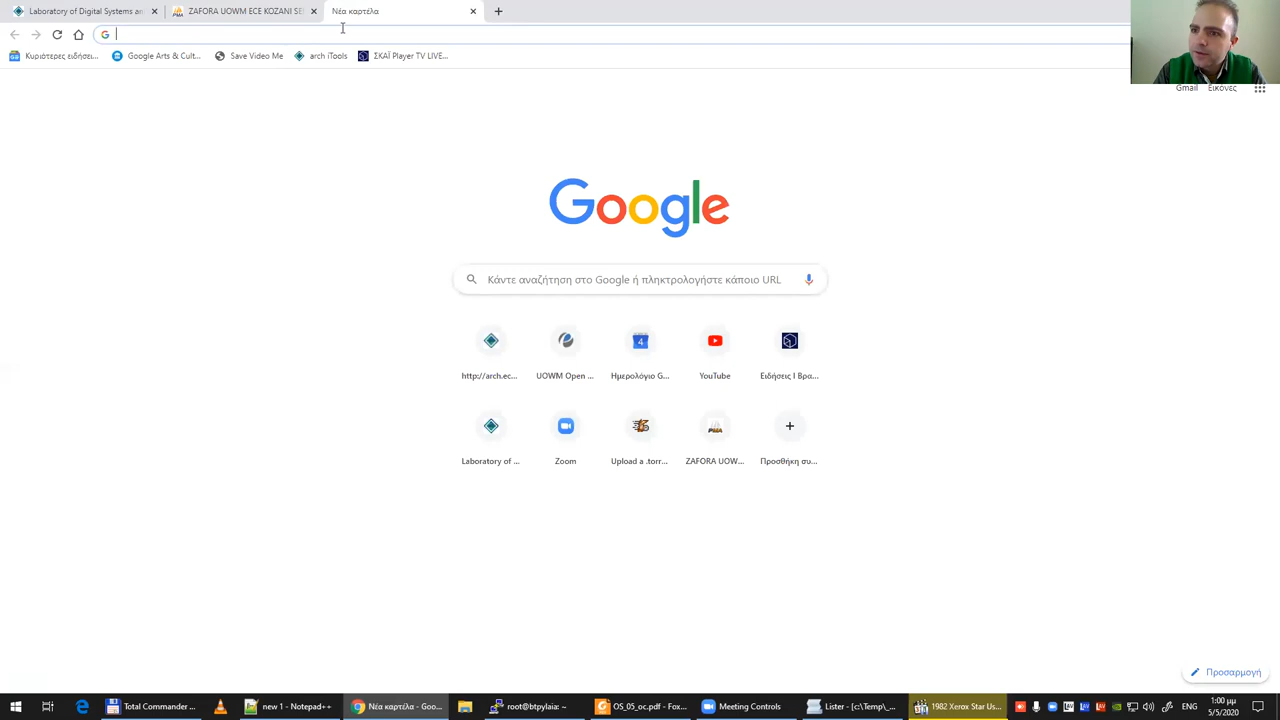 Laboratory of Digital Systems an
ZAFORA UOWM ECE KOZANI SE
Νέα καρτέλα
Κυριότερες ειδήσει...
Google Arts & Cult...
Save Video Me
arch iTools
ΣΚΑΪ Player TV LIVE...
Gmail
Εικόνες
Google
Κάντε αναζήτηση στο Google ή πληκτρολογήστε κάποιο URL
4
http://arch.ec...
UOWM Open ...
Ημερολόγιο G...
YouTube
Ειδήσεις | Βρα...
PMA
Laboratory of ...
Zoom
Upload a .torr...
ZAFORA UOW...
Προσθήκη συ...
Προσαρμογή
Total Commander ...
new 1 - Notepad++
Νέα καρτέλα - Goo...
root@btpylaia: ~
OS_05_oc.pdf - Fox...
Meeting Controls
Lister - [c:\Temp\_...
1982 Xerox Star Us...
ENG
1:00 μμ
5/5/2020